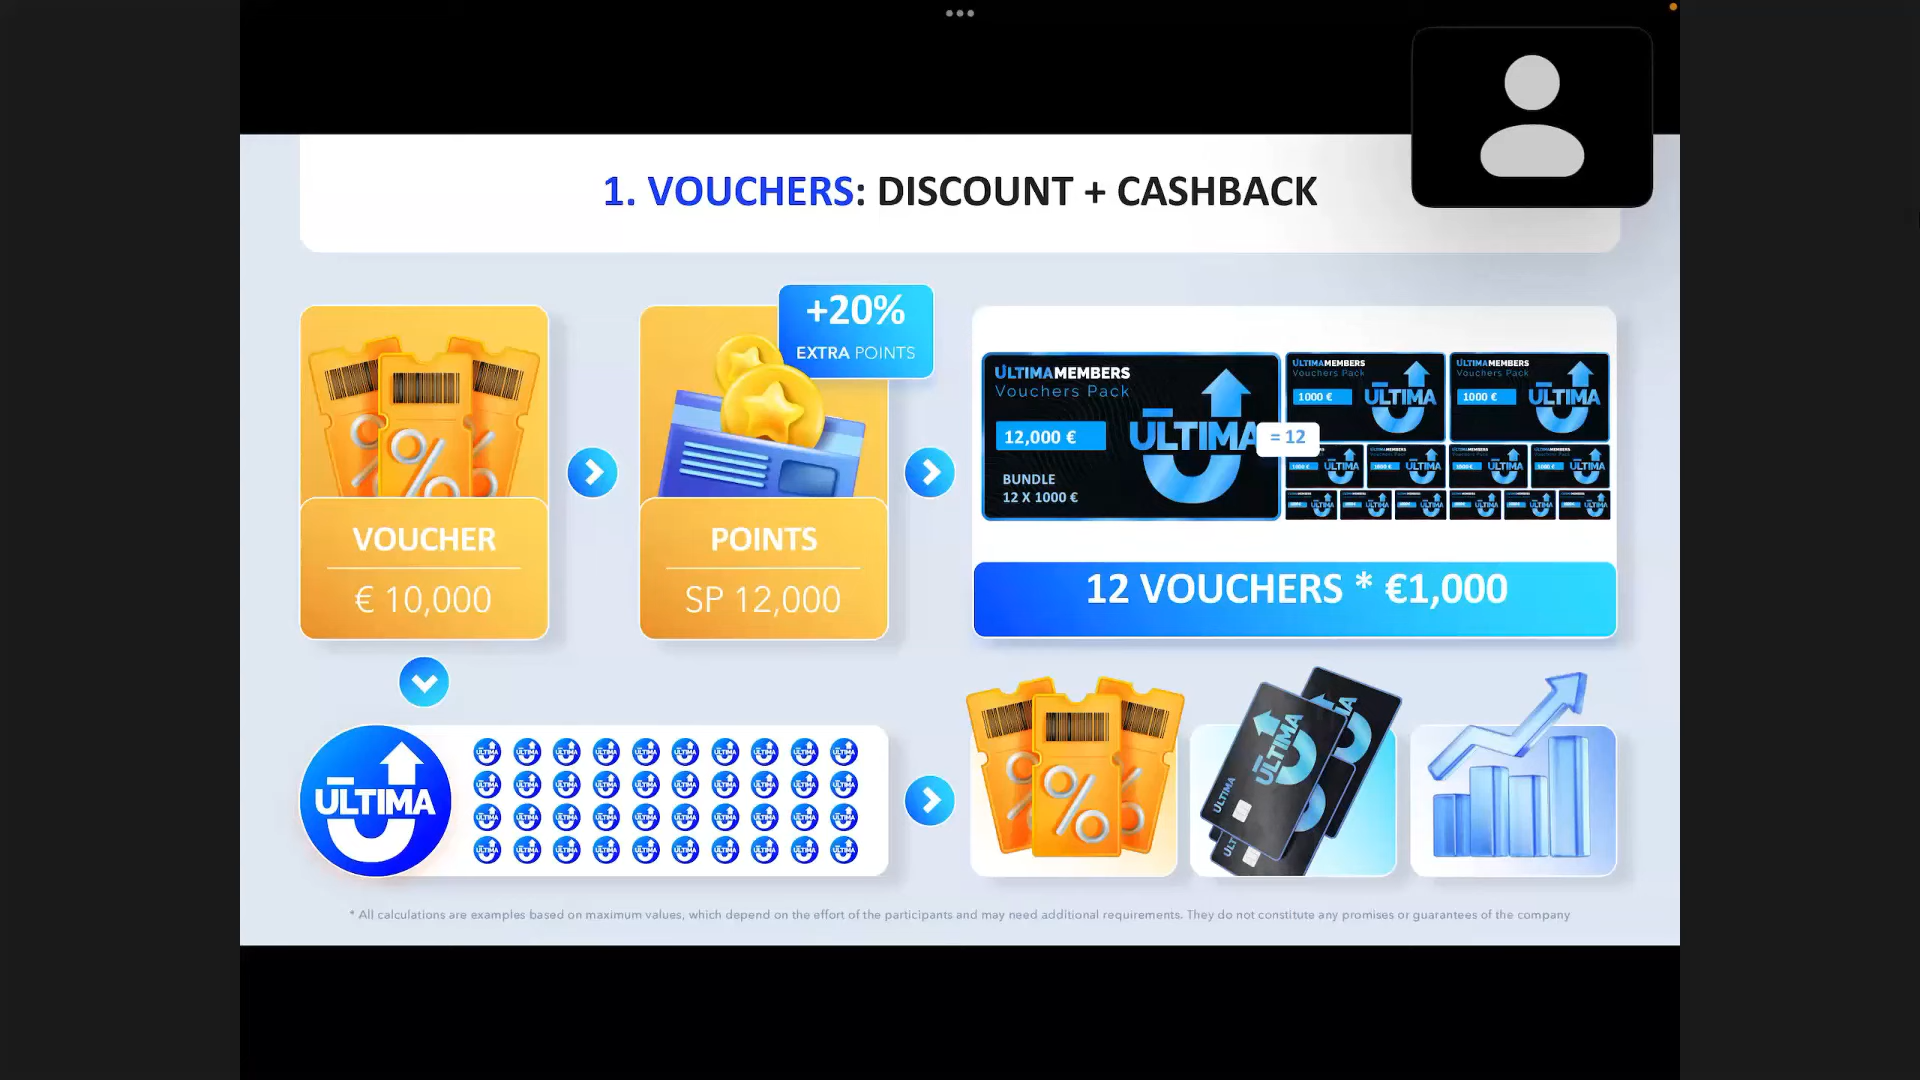 1. VOUCHERS: DISCOUNT + CASHBACK
+20%
EXTRA POINTS
VOUCHER
€ 10,000
POINTS
SP 12,000
ULTIMAMEMBERS
Vouchers Pack
12,000 €
ULTIMA
BUNDLE
12 X 1000 €
= 12
ULTIMAMEMBERS
Vouchers Pack
1000 €
ULTIMA
ULTIMAMEMBERS
Vouchers Pack
1000 €
ULTIMA
12 VOUCHERS * €1,000
ULTIMA
ULTIMA
ULTIMA
* All calculations are examples based on maximum values, which depend on the effort of the participants and may need additional requirements. They do not constitute any promises or guarantees of the company